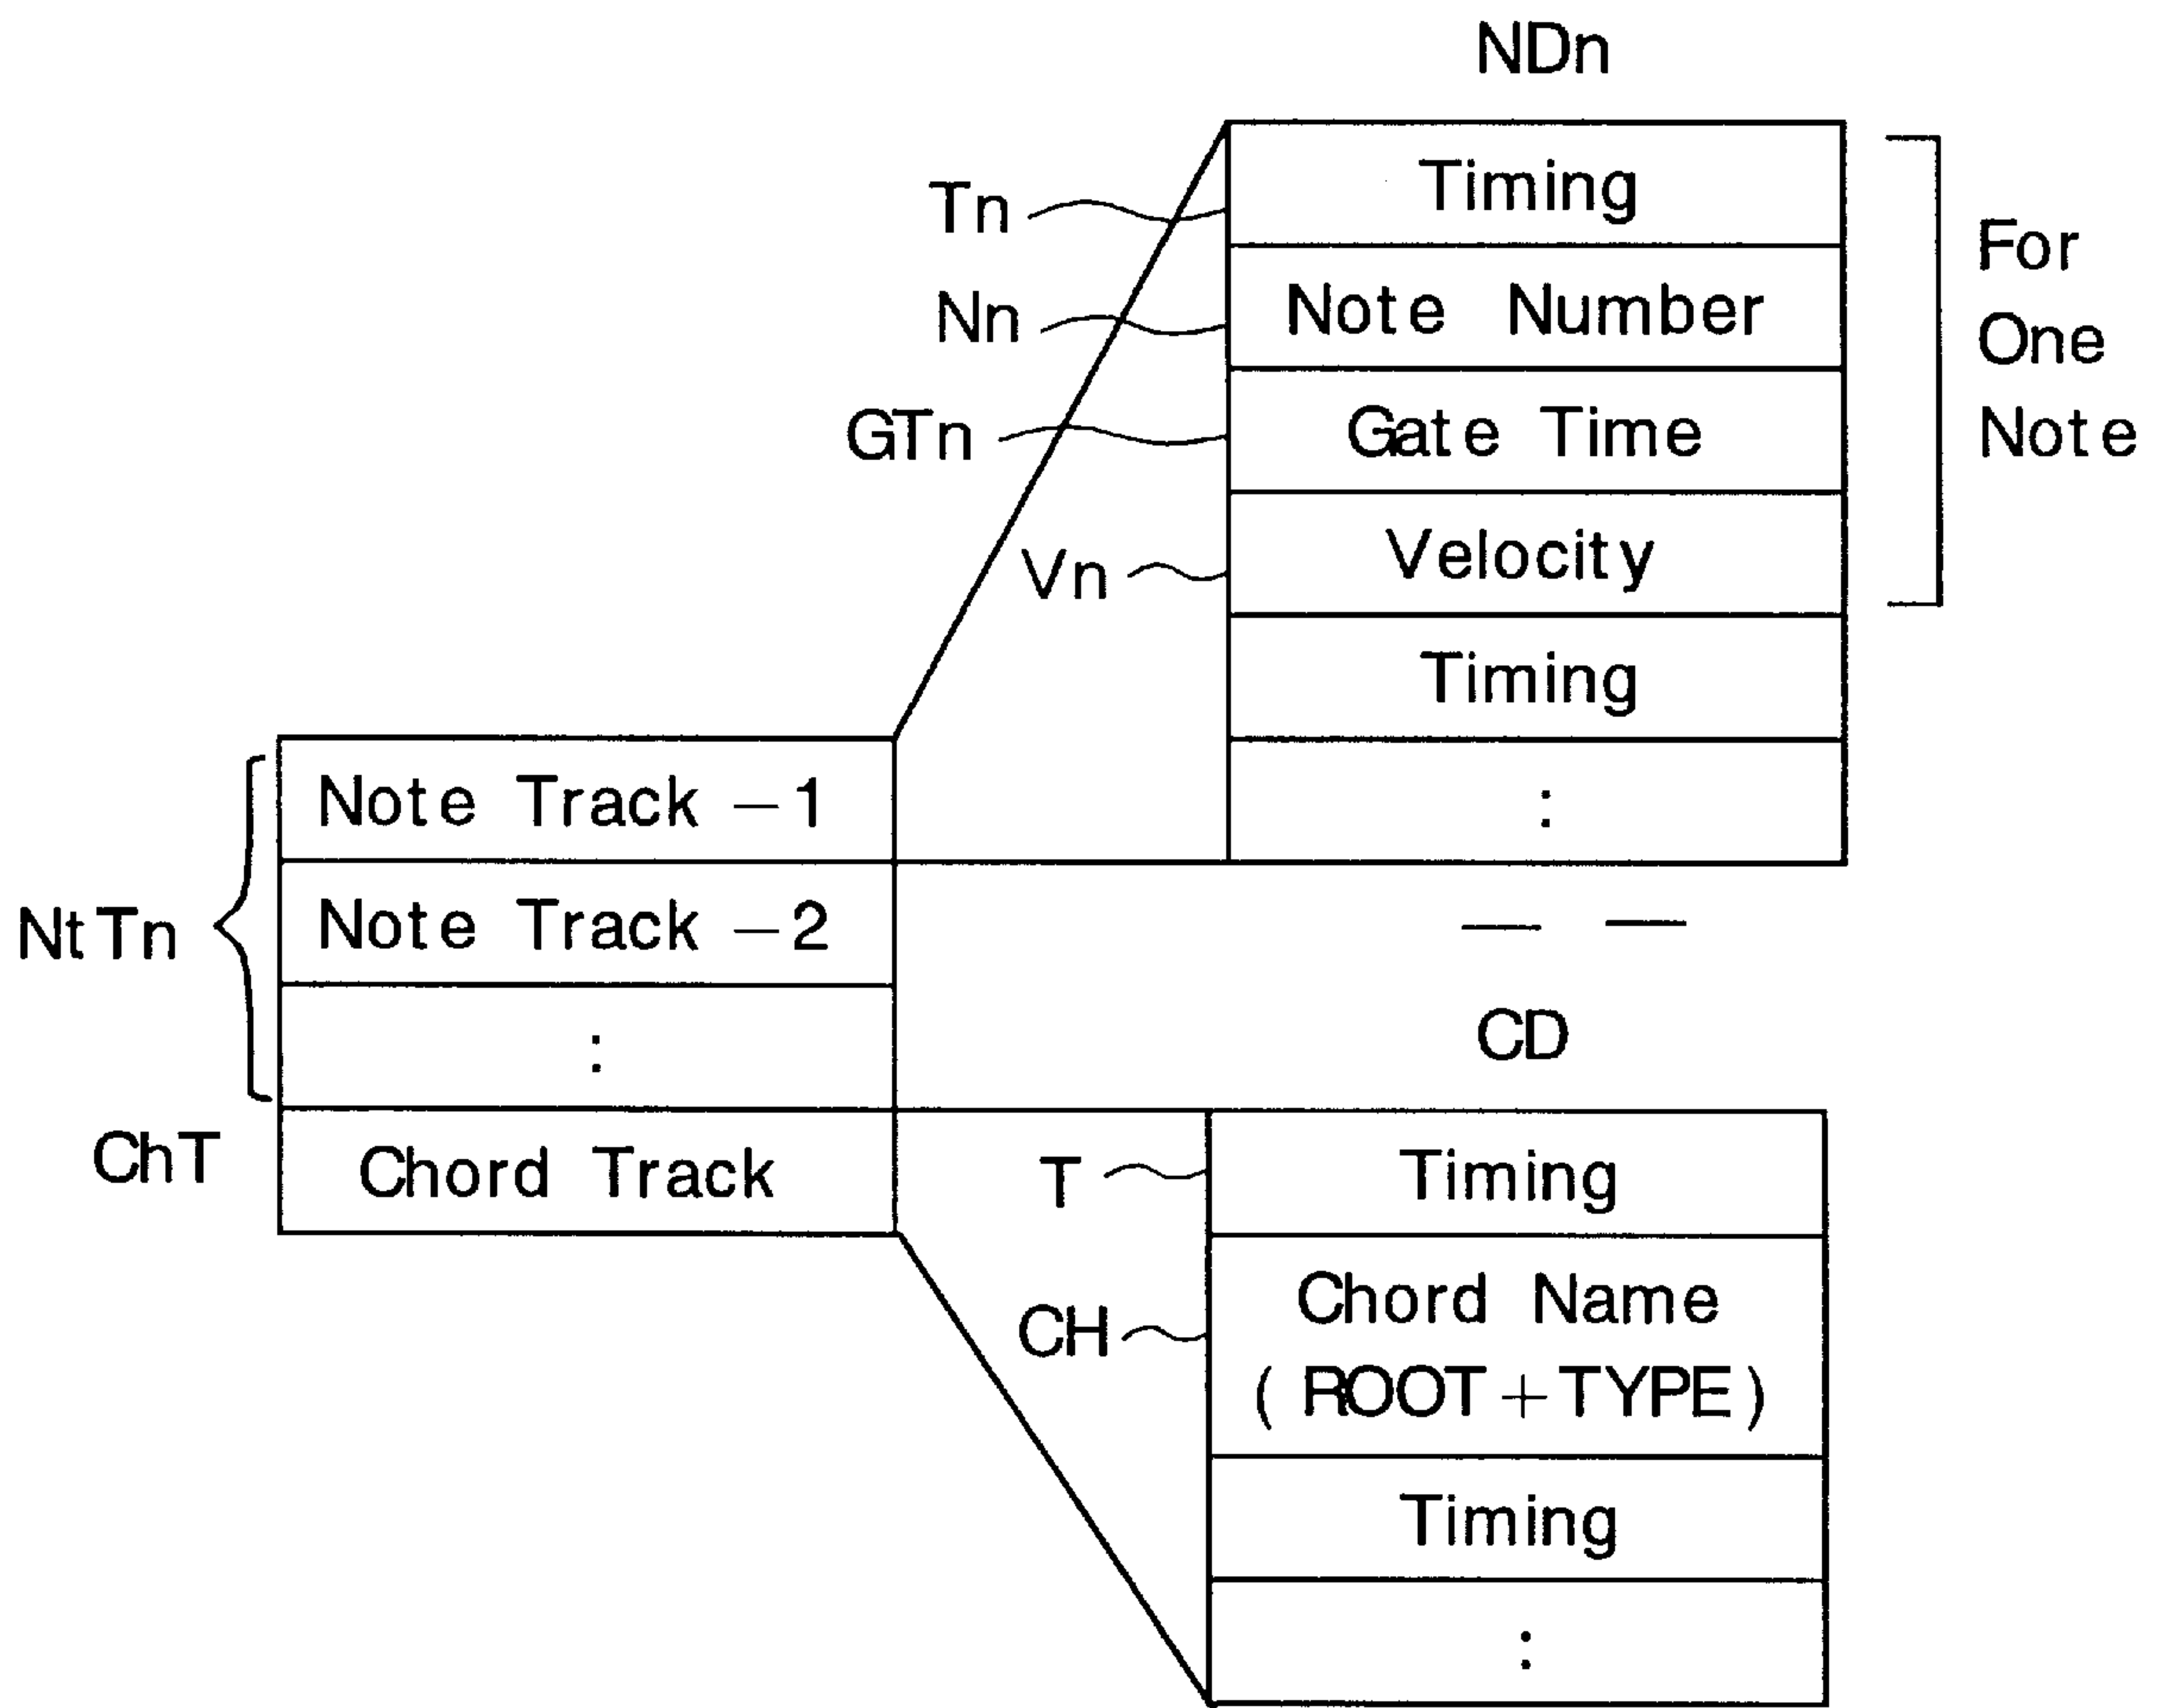 NDn
Tn
Timing
Nn
Note Number
GTn
Gate Time
Vn
Velocity
Timing
:
For
One
Note
NtTn
Note Track -1
Note Track -2
:
ChT
Chord Track
CD
T
Timing
CH
Chord Name
(ROOT+TYPE)
Timing
: